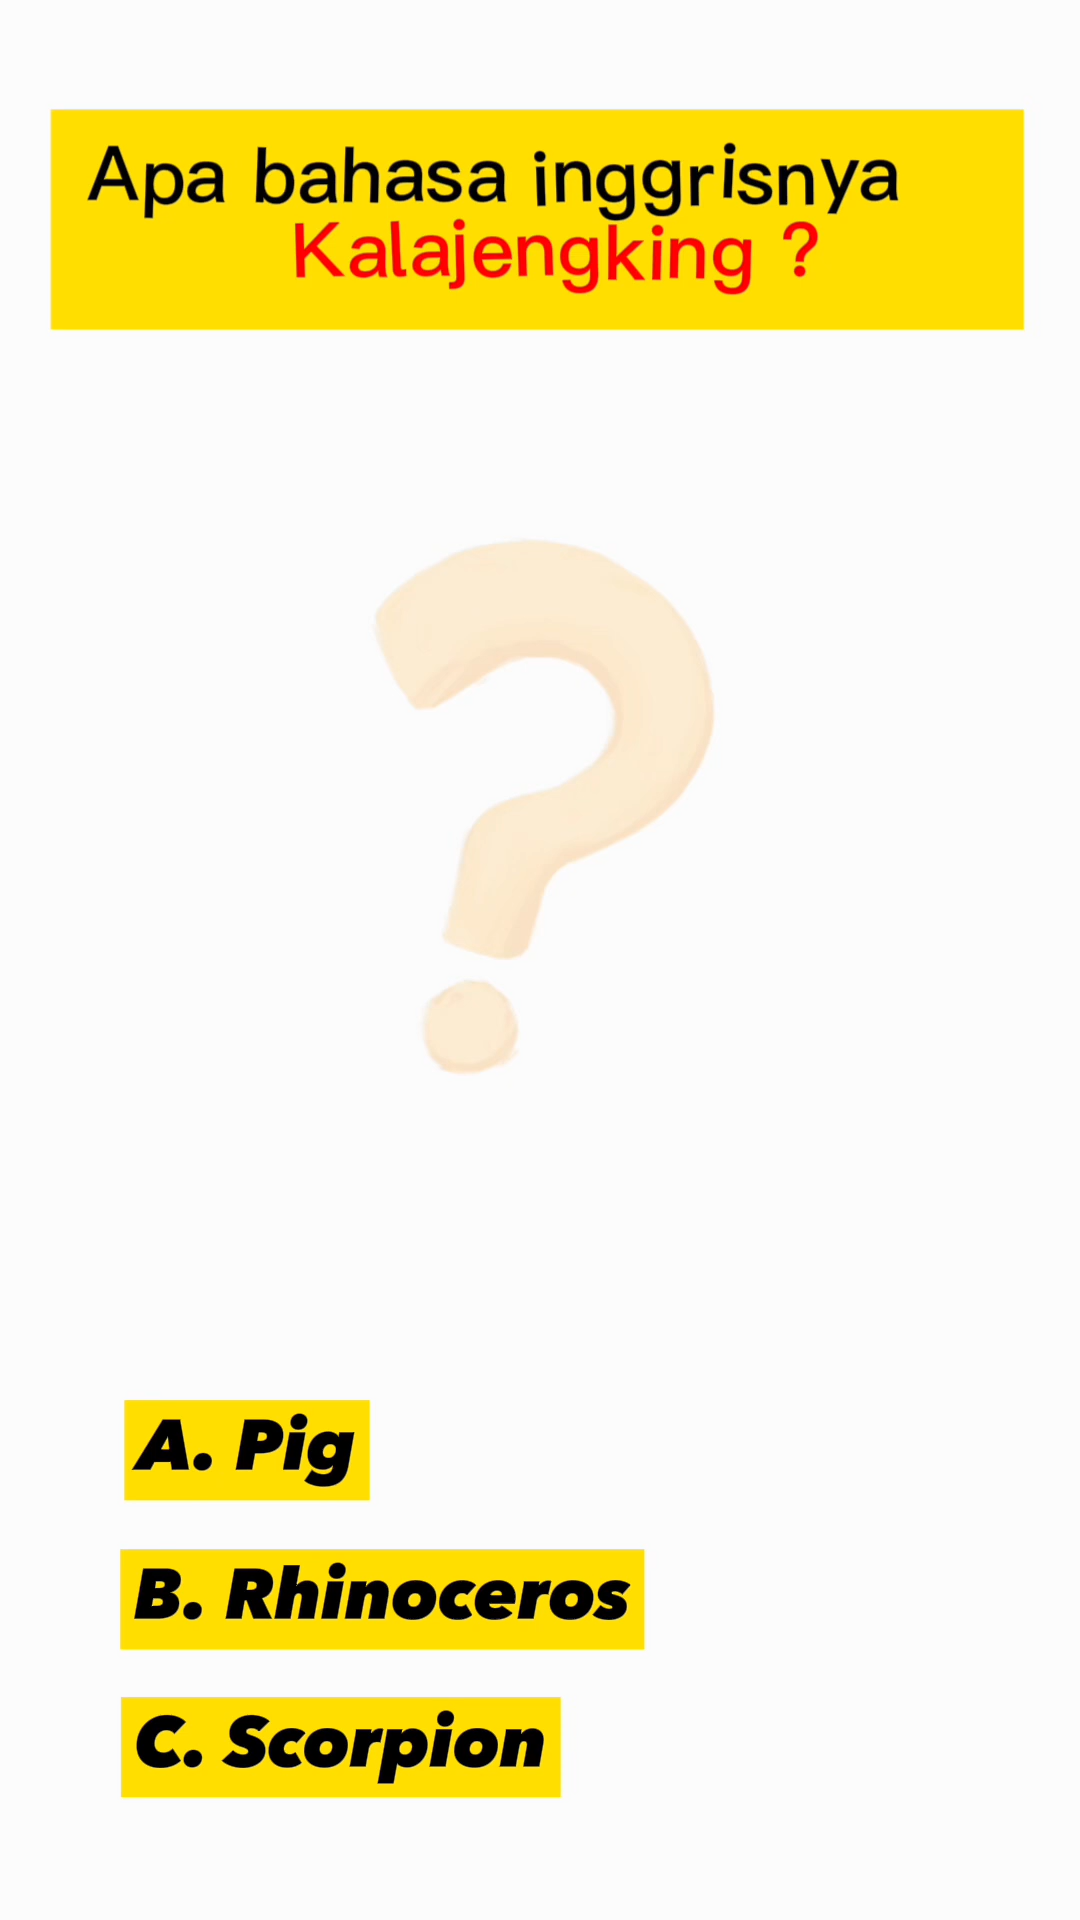 Apa bahasa inggrisnya
Kalajengking ?
A. Pig
B. Rhinoceros
C. Scorpion